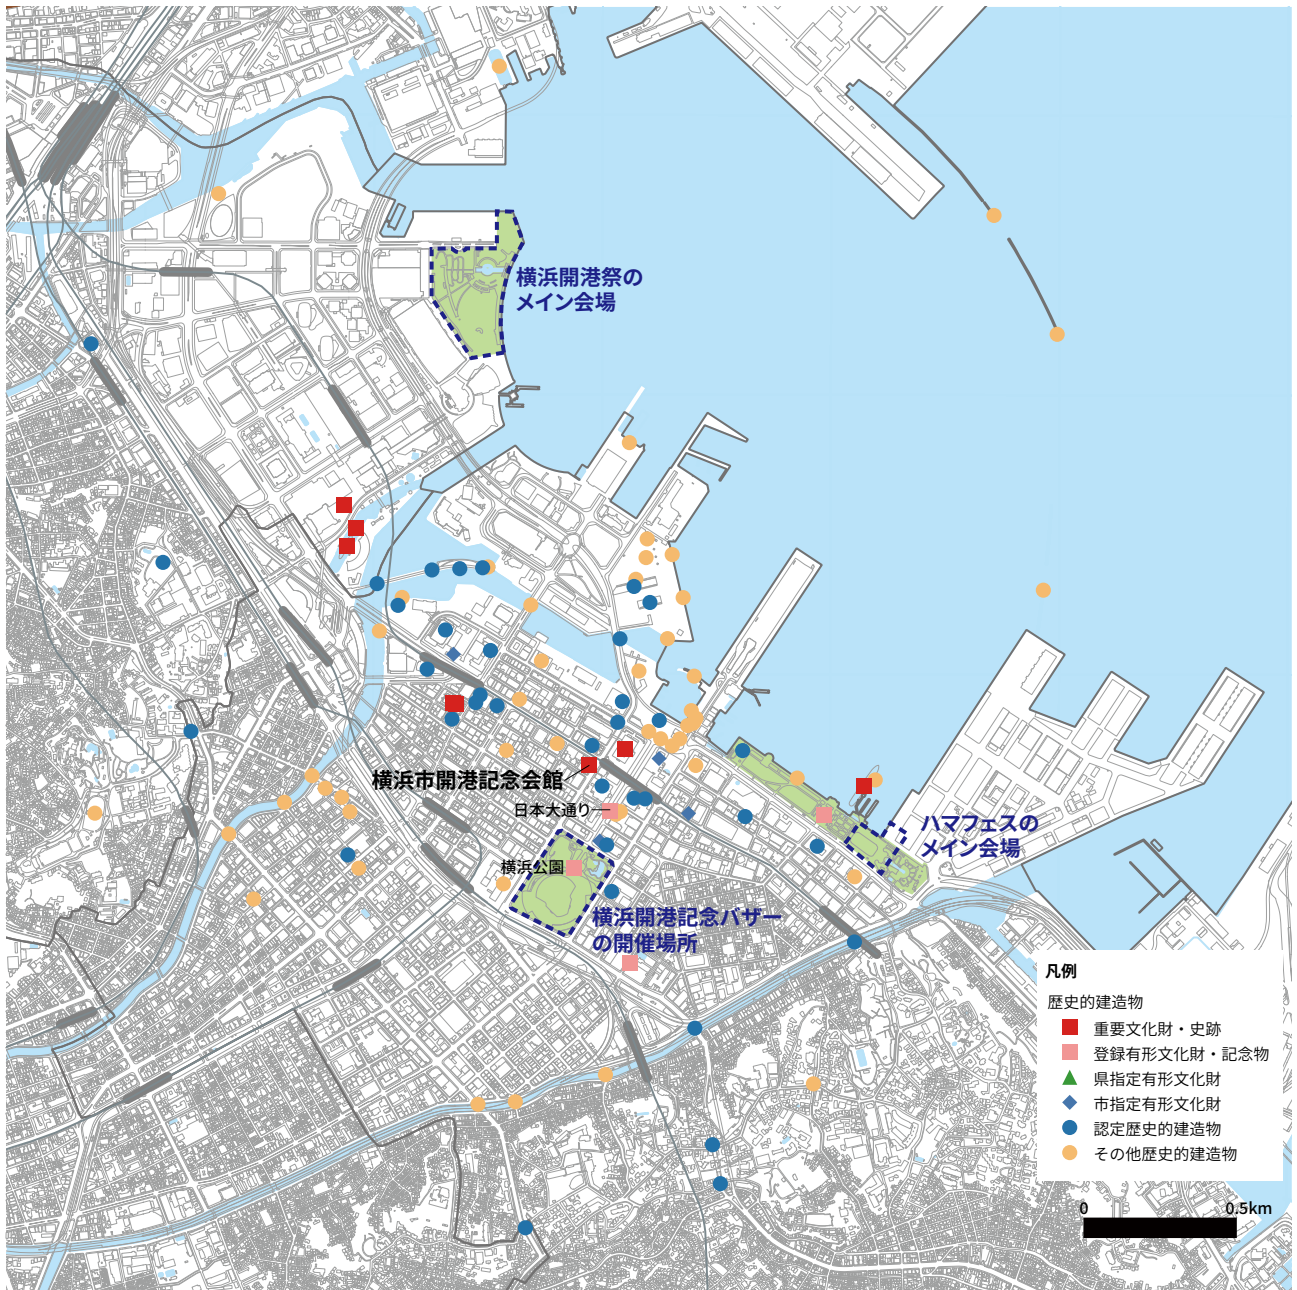 横浜開港祭の
メイン会場
横浜市開港記念会館
日本大通り
ハマフェスの
メイン会場
横浜公園
横浜開港記念バザー
の開催場所
凡例
歴史的建造物
重要文化財・史跡
登録有形文化財・記念物
県指定有形文化財
市指定有形文化財
認定歴史的建造物
その他歴史的建造物
0 0.5km